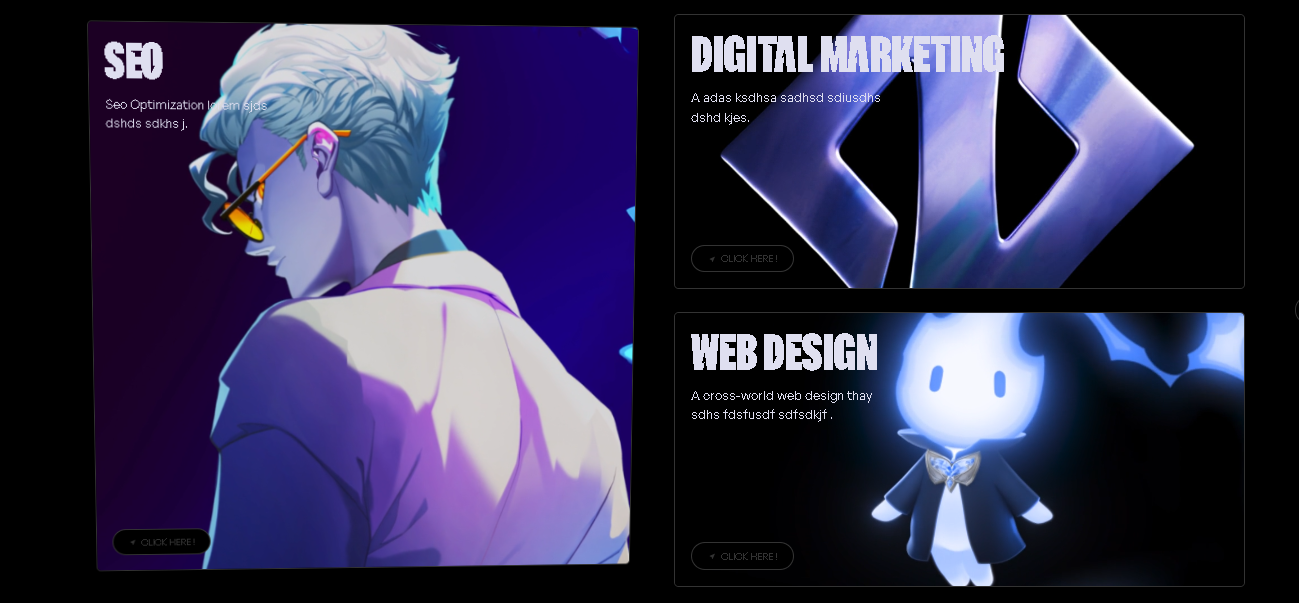 SEO
Seo Optimization lorem sjds
dshds sdkhs j.
CLICK HERE!
DIGITAL MARKETING
A adas ksdhsa sadhsd sdiusdhs
dshd kjes.
CLICK HERE!
WEB DESIGN
A cross-world web design thay
sdhs fdsfusdf sdfsdkjf .
CLICK HERE!